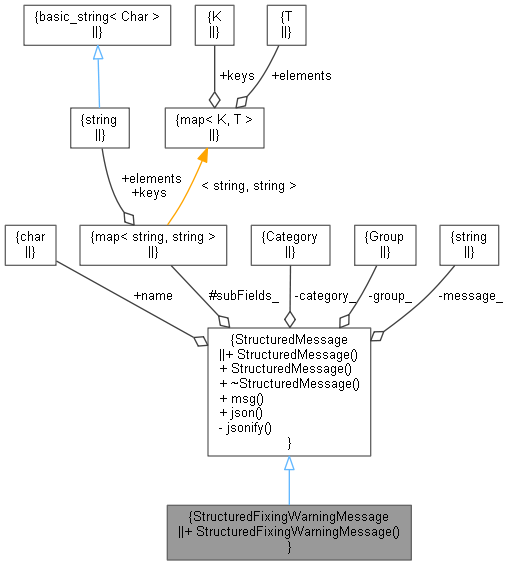 {basic_string< Char >
||}
{K
||}
{T
||}
+keys
+elements
{string
||}
{map< K, T >
||}
+elements
+keys
< string, string >
{char
||}
{map< string, string >
||}
{Category
||}
{Group
||}
{string
||}
+name
#subFields_
-category_
-group_
-message_
{StructuredMessage
||+ StructuredMessage()
+ StructuredMessage()
+ ~StructuredMessage()
+ msg()
+ json()
- jsonify()
}
{StructuredFixingWarningMessage
||+ StructuredFixingWarningMessage()
}